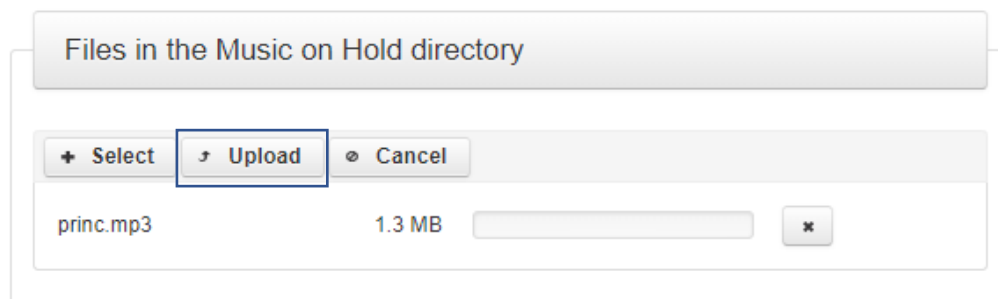 Files in the Music on Hold directory
Select Upload Cancel
princ.mp3 1.3 MB